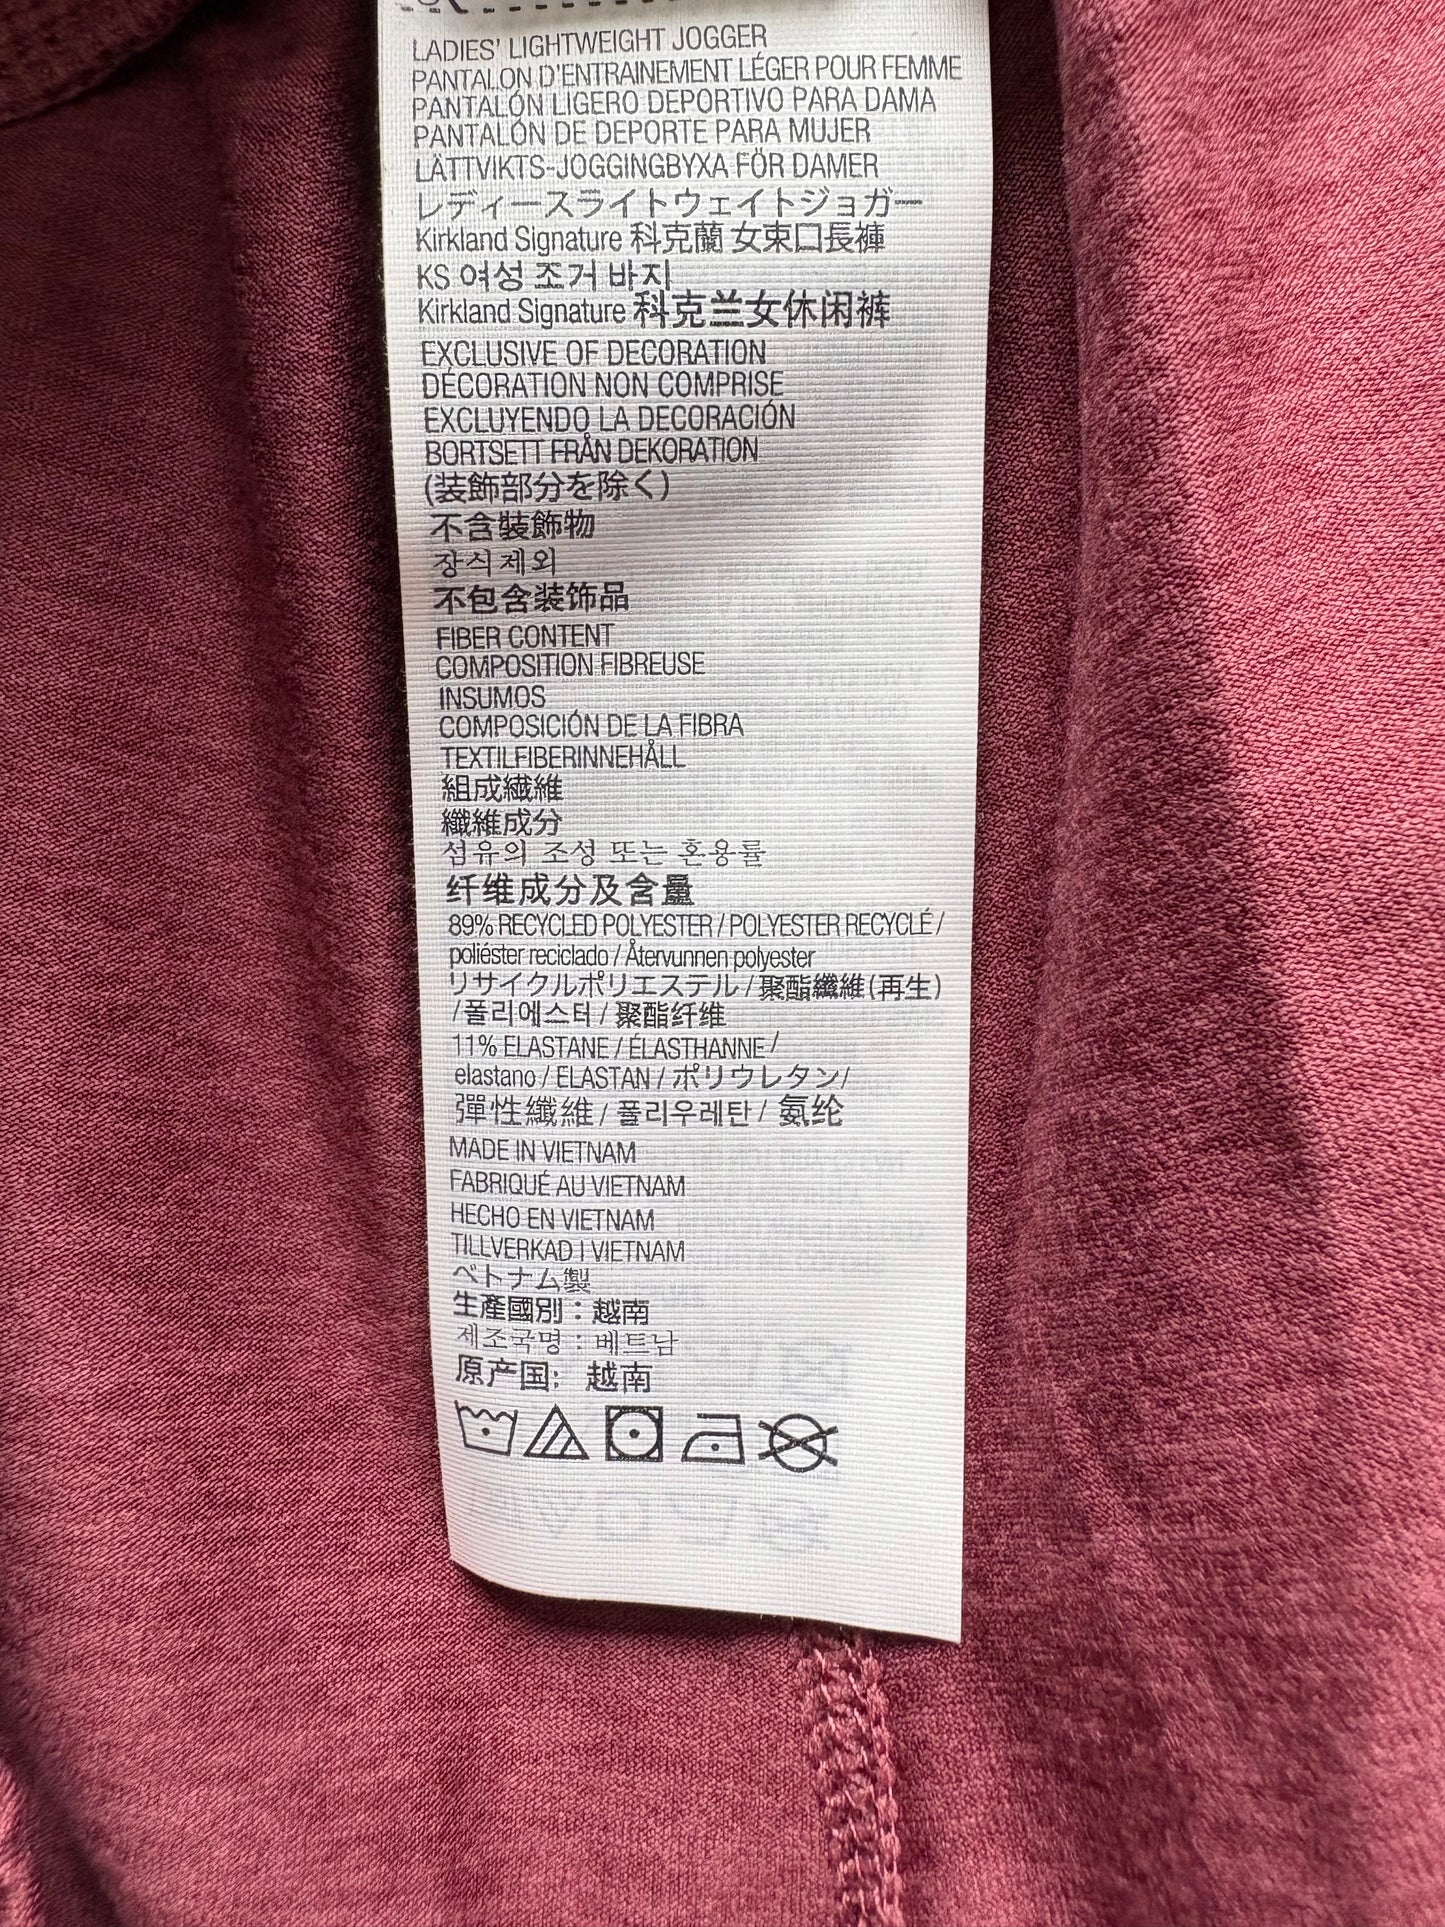 LADIES' LIGHTWEIGHT JOGGER
PANTALON D'ENTRAINEMENT LÉGER POUR FEMME
PANTALÓN LIGERO DEPORTIVO PARA DAMA
PANTALÓN DE DEPORTE PARA MUJER
LÄTTVIKTS-JOGGINGBYXA FÖR DAMER
レディースライトウェイトジョガー
Kirkland Signature 科克蘭 女束口長褲
KS 여성 조거 바지
Kirkland Signature 科克兰女休闲裤
EXCLUSIVE OF DECORATION
DÉCORATION NON COMPRISE
EXCLUYENDO LA DECORACIÓN
BORTSETT FRÅN DEKORATION
(装飾部分を除く)
不含裝飾物
장식제외
不包含装饰品
FIBER CONTENT
COMPOSITION FIBREUSE
INSUMOS
COMPOSICIÓN DE LA FIBRA
TEXTILFIBERINNEHÅLL
組成繊維
纖維成分
섬유의 조성 또는 혼용률
纤维成分及含量
89% RECYCLED POLYESTER / POLYESTER RECYCLÉ /
poliéster reciclado / Återvunnen polyester
リサイクルポリエステル / 聚酯纖維(再生)
/ 폴리에스터 / 聚酯纤维
11% ELASTANE / ÉLASTHANNE /
elastano / ELASTAN / ポリウレタン /
彈性纖維 / 폴리우레탄 / 氨纶
MADE IN VIETNAM
FABRIQUÉ AU VIETNAM
HECHO EN VIETNAM
TILLVERKAD I VIETNAM
ベトナム製
生產國別：越南
제조국명 : 베트남
原产国: 越南